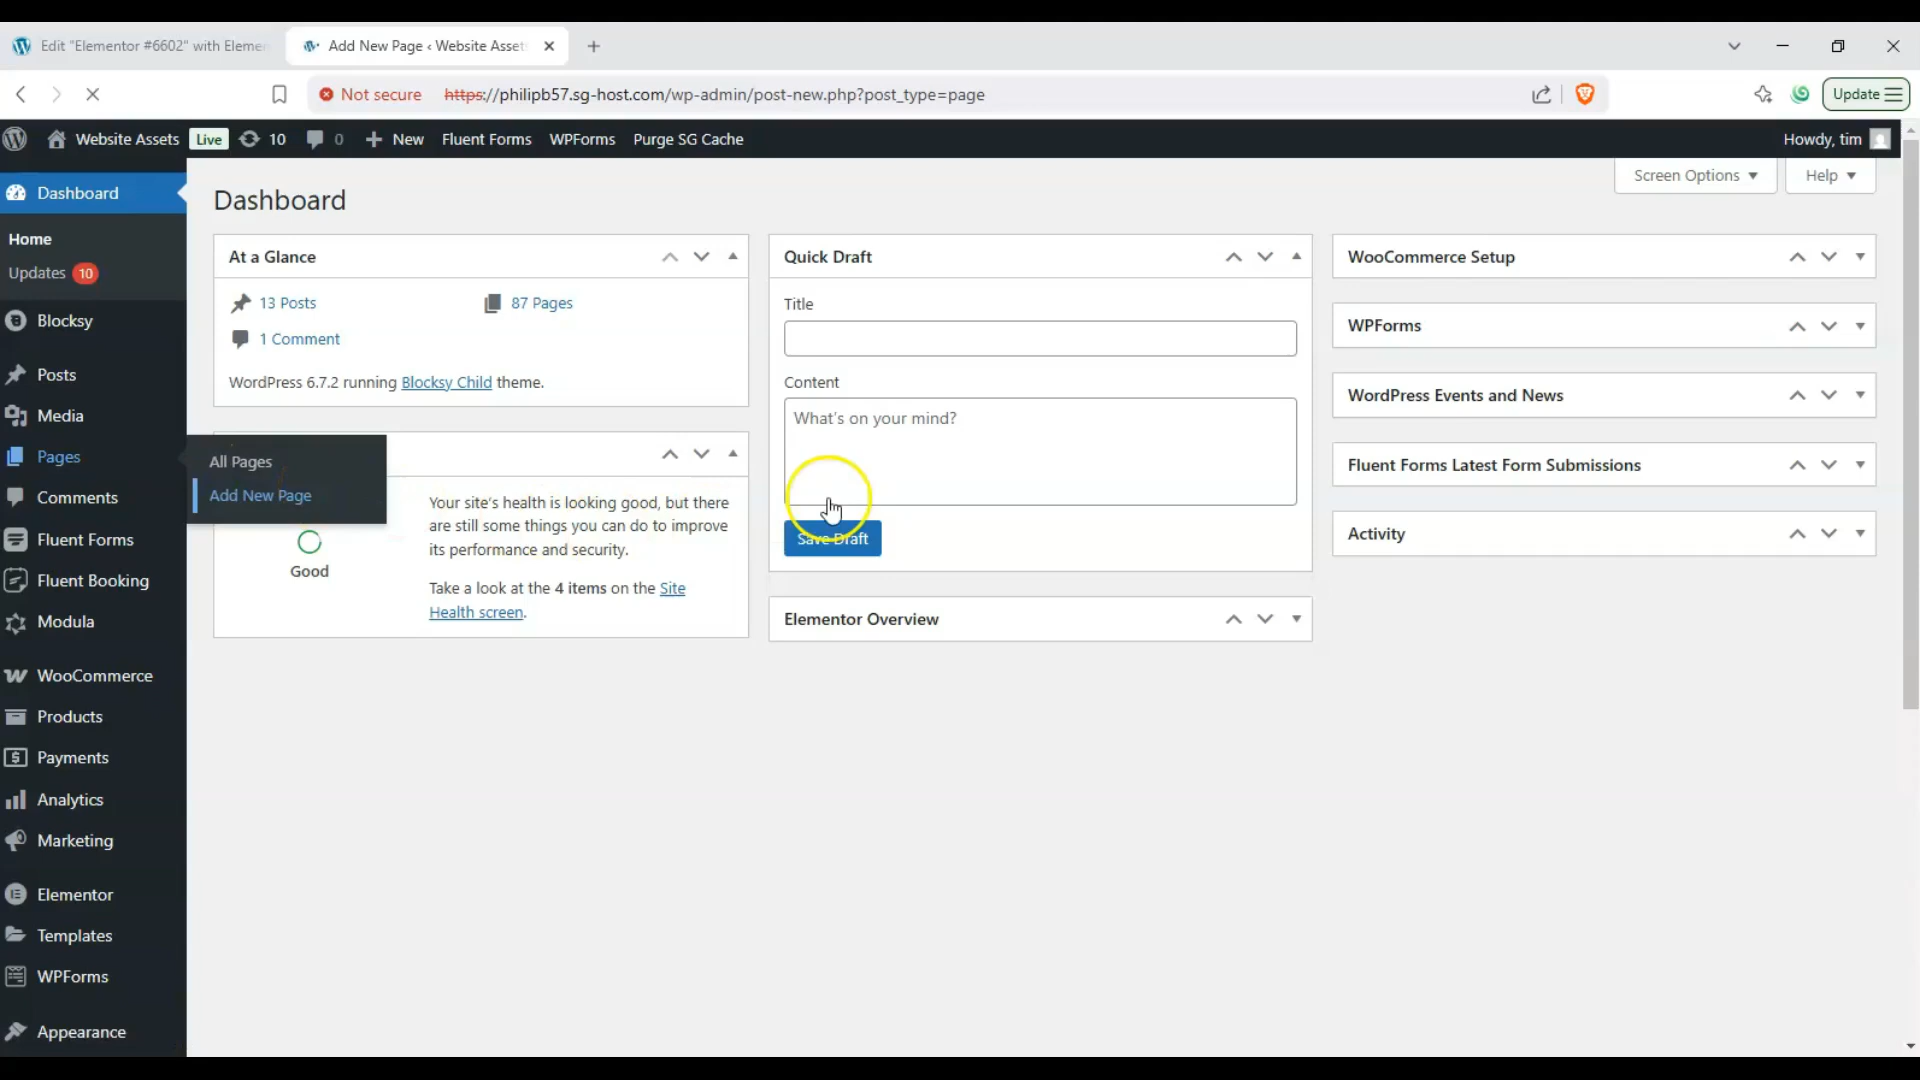 Edit "Elementor #6602" with Eleme
Add New Page ‹ Website Asset
Not secure https://philipb57.sg-host.com/wp-admin/post-new.php?post_type=page
Update
Website Assets Live 10 0 New Fluent Forms WPForms Purge SG Cache
Howdy, tim
Screen Options
Help
Dashboard
Home
Updates 10
Blocksy
Posts
Media
Pages
All Pages
Add New Page
Comments
Fluent Forms
Fluent Booking
Modula
WooCommerce
Products
Payments
Analytics
Marketing
Elementor
Templates
WPForms
Appearance
Dashboard
At a Glance
13 Posts
87 Pages
1 Comment
WordPress 6.7.2 running Blocksy Child theme.
Good
Your site's health is looking good, but there
are still some things you can do to improve
its performance and security.
Take a look at the 4 items on the Site
Health screen.
Quick Draft
Title
Content
What's on your mind?
Save Draft
Elementor Overview
WooCommerce Setup
WPForms
WordPress Events and News
Fluent Forms Latest Form Submissions
Activity